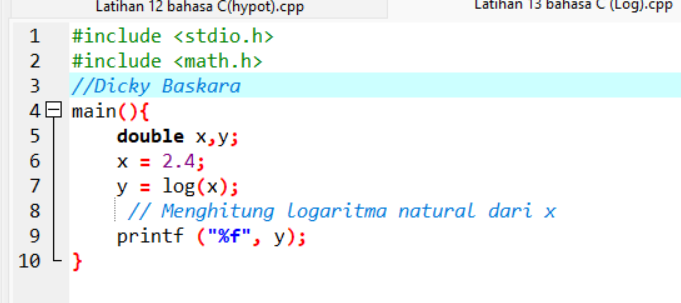 Latihan 12 bahasa C(hypot).cpp Latihan 13 bahasa C (Log).cpp
1 #include <stdio.h>
2 #include <math.h>
3 //Dicky Baskara
4 main(){
5 double x,y;
6 x = 2.4;
7 y = log(x);
8 // Menghitung logaritma natural dari x
9 printf ("%f", y);
10 }